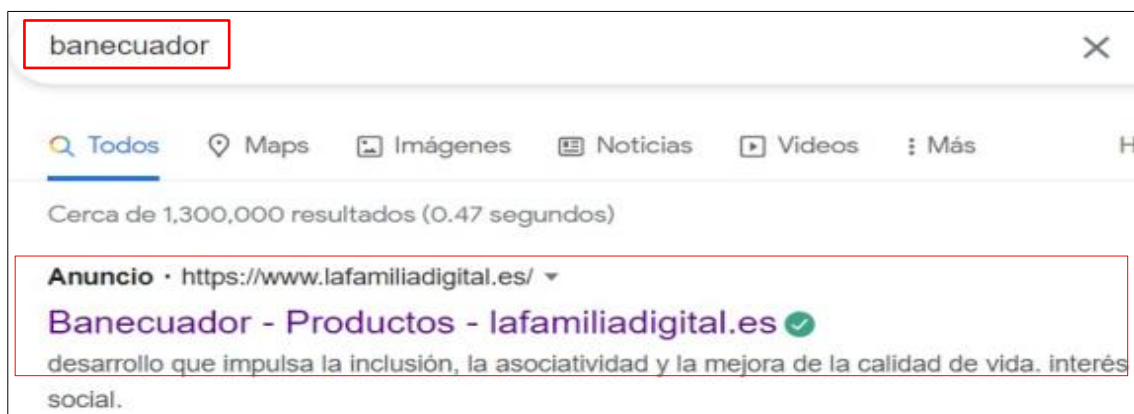 banecuador
Todos Maps Imágenes Noticias Videos Más H
Cerca de 1,300,000 resultados (0.47 segundos)
Anuncio · https://www.lafamiliadigital.es/
Banecuador - Productos - lafamiliadigital.es
desarrollo que impulsa la inclusión, la asociatividad y la mejora de la calidad de vida. interés
social.